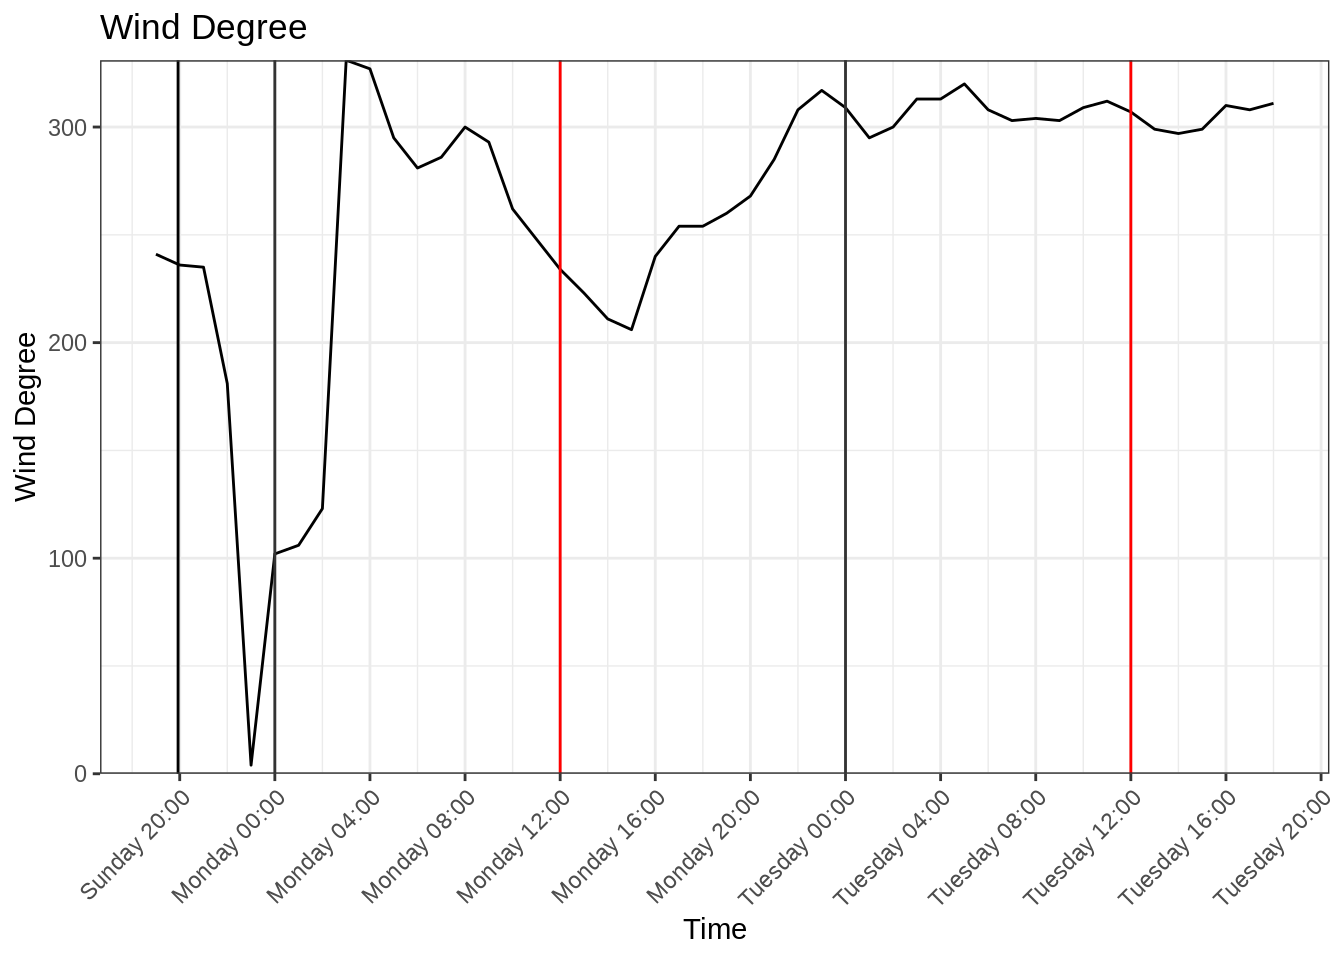 Wind Degree
Wind Degree
300
200
100
0
Sunday 20:00
Monday 00:00
Monday 04:00
Monday 08:00
Monday 12:00
Monday 16:00
Monday 20:00
Tuesday 00:00
Tuesday 04:00
Tuesday 08:00
Tuesday 12:00
Tuesday 16:00
Tuesday 20:00
Time